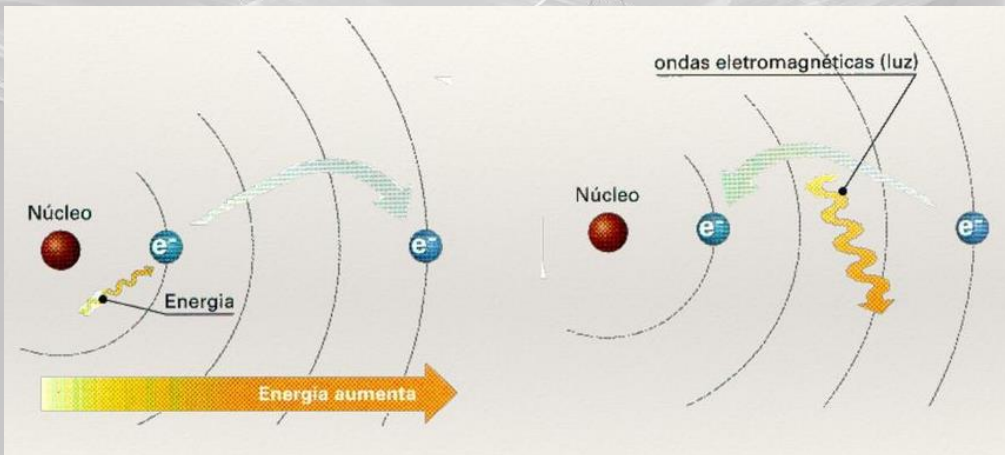 Núcleo
e⁻
e⁻
Energia
Energia aumenta
ondas eletromagnéticas (luz)
Núcleo
e⁻
e⁻